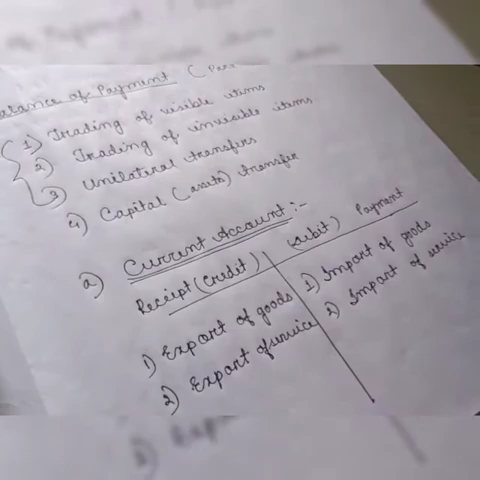 Balance of Payment (
1) Trading of visible items
2) Trading of invisible items
3) Unilateral transfers
4) Capital (assets) transfer
a) Current Account :-
Receipt (Credit) (Debit) Payment
1) Export of goods 1) Import of goods
2) Export of service 2) Import of service